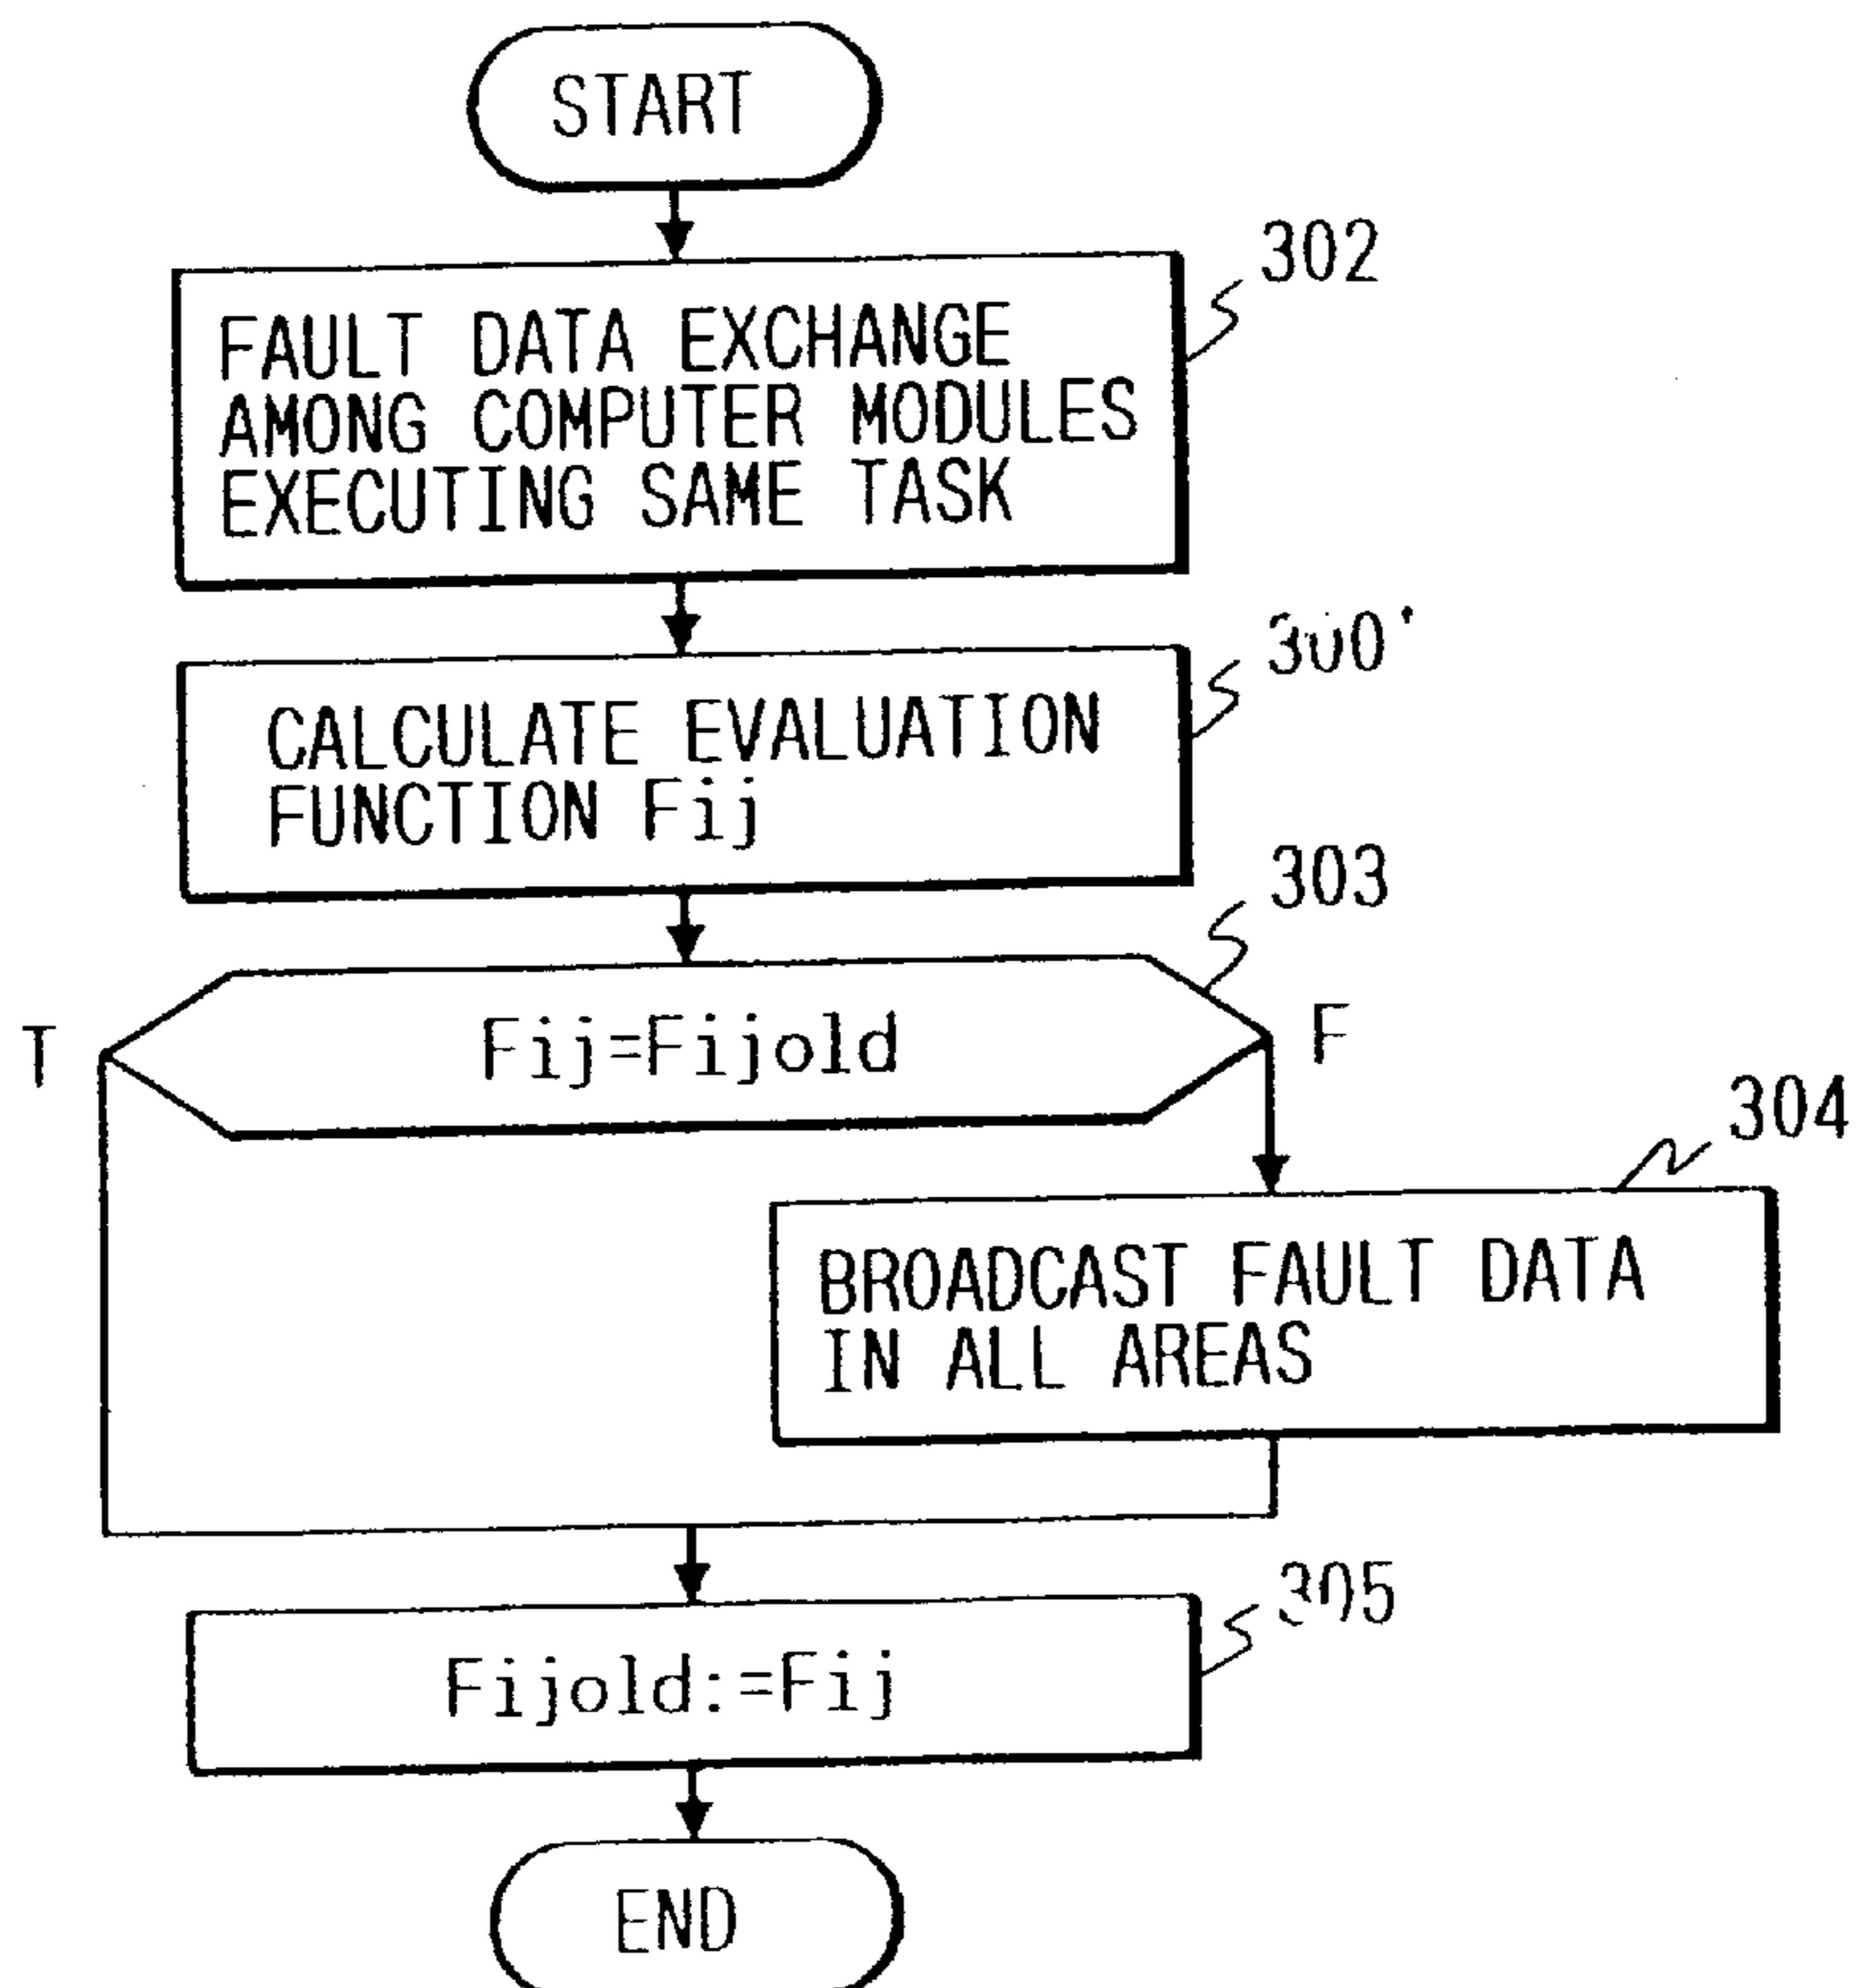 START
302
FAULT DATA EXCHANGE
AMONG COMPUTER MODULES
EXECUTING SAME TASK
300'
CALCULATE EVALUATION
FUNCTION Fij
303
T
Fij=Fijold
F
304
BROADCAST FAULT DATA
IN ALL AREAS
305
Fijold:=Fij
END